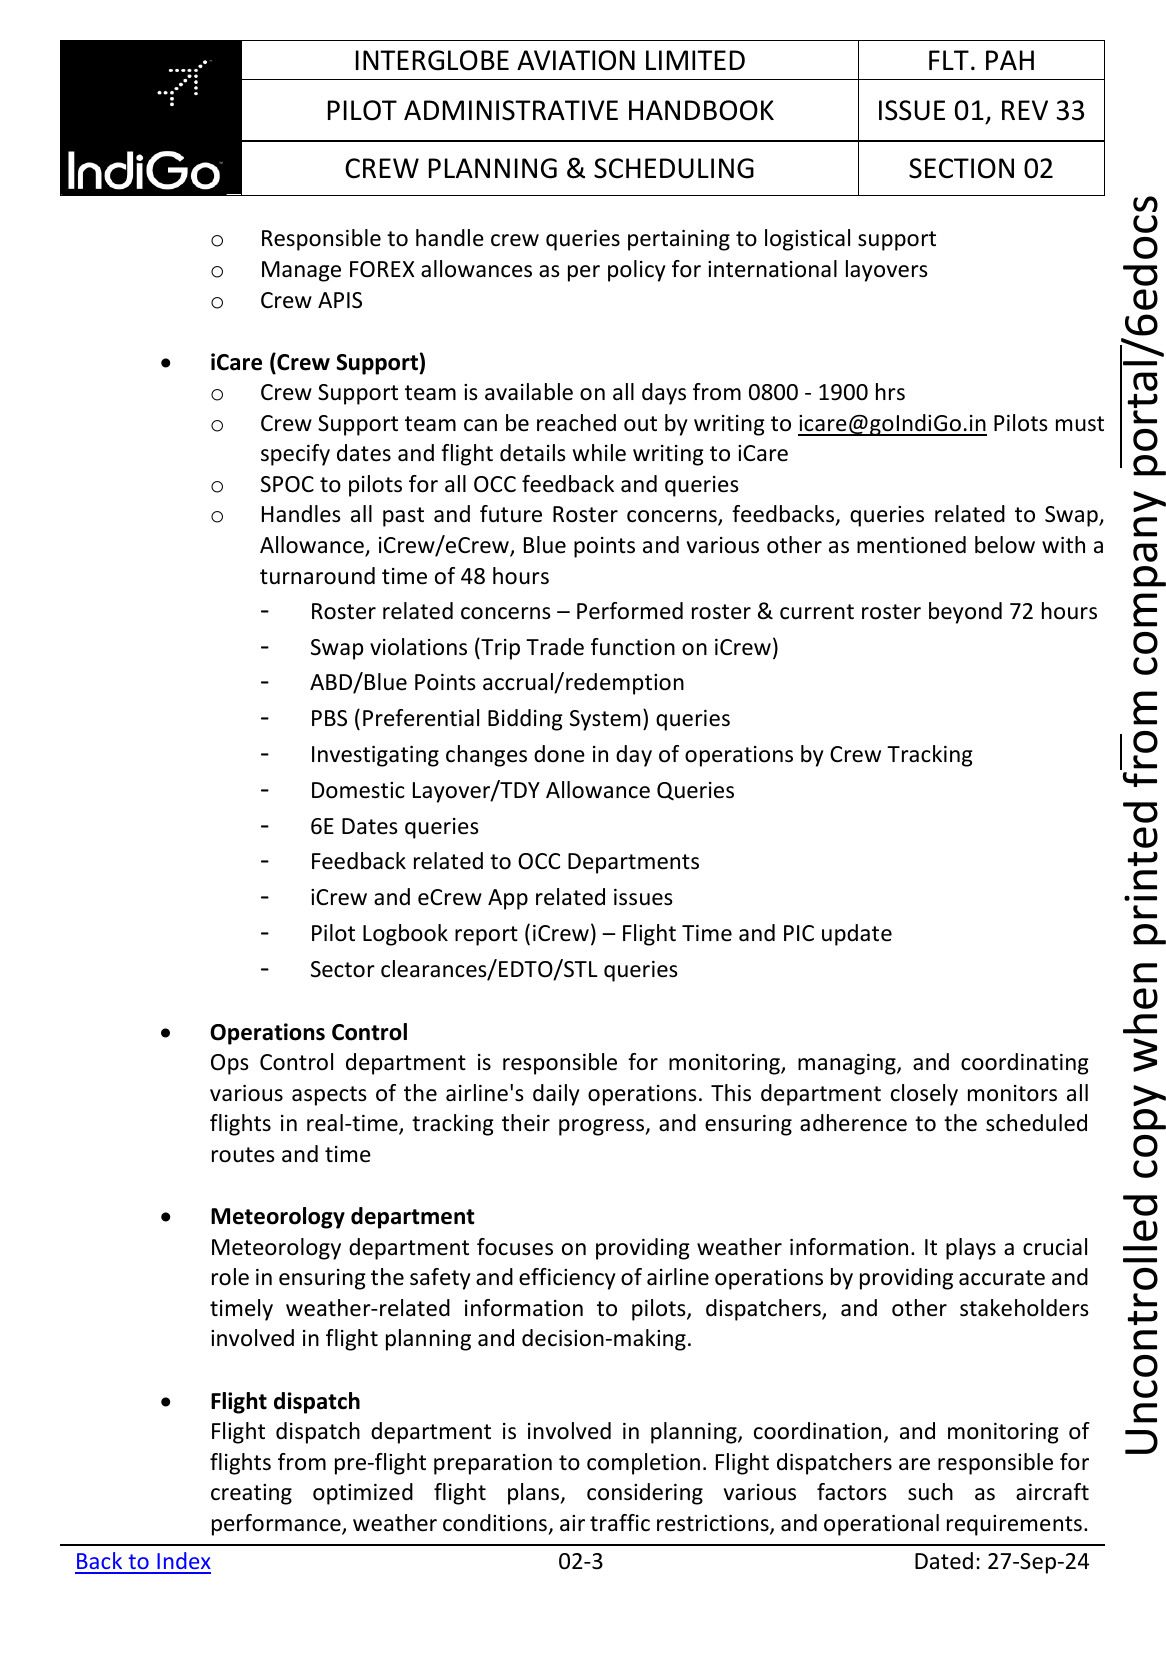 IndiGo
INTERGLOBE AVIATION LIMITED
FLT. PAH
PILOT ADMINISTRATIVE HANDBOOK
ISSUE 01, REV 33
CREW PLANNING & SCHEDULING
SECTION 02
o Responsible to handle crew queries pertaining to logistical support
o Manage FOREX allowances as per policy for international layovers
o Crew APIS
• iCare (Crew Support)
o Crew Support team is available on all days from 0800 - 1900 hrs
o Crew Support team can be reached out by writing to icare@goIndiGo.in Pilots must
specify dates and flight details while writing to iCare
o SPOC to pilots for all OCC feedback and queries
o Handles all past and future Roster concerns, feedbacks, queries related to Swap,
Allowance, iCrew/eCrew, Blue points and various other as mentioned below with a
turnaround time of 48 hours
- Roster related concerns – Performed roster & current roster beyond 72 hours
- Swap violations (Trip Trade function on iCrew)
- ABD/Blue Points accrual/redemption
- PBS (Preferential Bidding System) queries
- Investigating changes done in day of operations by Crew Tracking
- Domestic Layover/TDY Allowance Queries
- 6E Dates queries
- Feedback related to OCC Departments
- iCrew and eCrew App related issues
- Pilot Logbook report (iCrew) – Flight Time and PIC update
- Sector clearances/EDTO/STL queries
• Operations Control
Ops Control department is responsible for monitoring, managing, and coordinating
various aspects of the airline's daily operations. This department closely monitors all
flights in real-time, tracking their progress, and ensuring adherence to the scheduled
routes and time
• Meteorology department
Meteorology department focuses on providing weather information. It plays a crucial
role in ensuring the safety and efficiency of airline operations by providing accurate and
timely weather-related information to pilots, dispatchers, and other stakeholders
involved in flight planning and decision-making.
• Flight dispatch
Flight dispatch department is involved in planning, coordination, and monitoring of
flights from pre-flight preparation to completion. Flight dispatchers are responsible for
creating optimized flight plans, considering various factors such as aircraft
performance, weather conditions, air traffic restrictions, and operational requirements.
Back to Index
02-3
Dated: 27-Sep-24
Uncontrolled copy when printed from company portal/6edocs